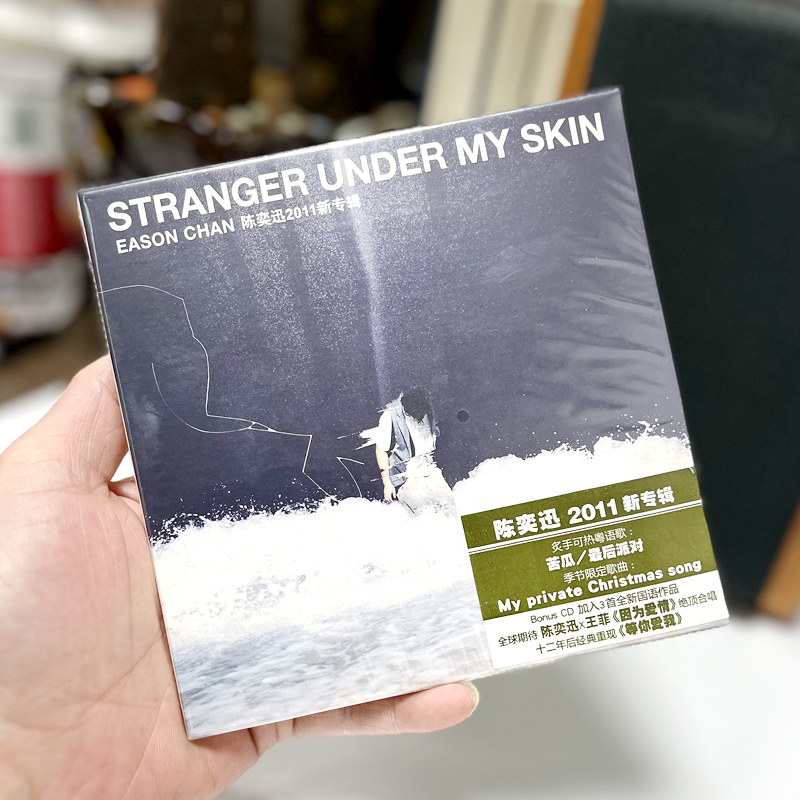 STRANGER UNDER MY SKIN
EASON CHAN 陈奕迅2011新专辑
陈奕迅 2011 新专辑
炙手可热粤语歌：
苦瓜／最后派对
季节限定歌曲：
My private Christmas song
Bonus CD 加入3首全新国语作品
全球期待 陈奕迅x王菲《因为爱情》绝顶合唱
十二年后经典重现《等你爱我》